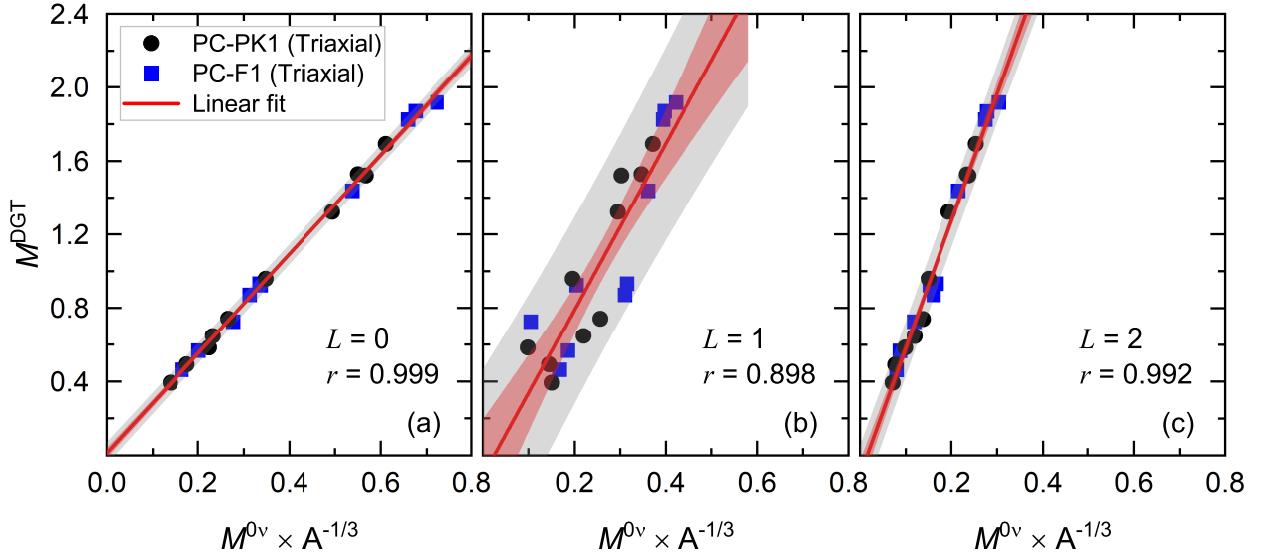 2.4
2.0
1.6
1.2
0.8
0.4
M^DGT
PC-PK1 (Triaxial)
PC-F1 (Triaxial)
Linear fit
L = 0
r = 0.999
(a)
L = 1
r = 0.898
(b)
L = 2
r = 0.992
(c)
0.0 0.2 0.4 0.6 0.8
0.2 0.4 0.6 0.8
0.2 0.4 0.6 0.8
M^0ν × A^-1/3
M^0ν × A^-1/3
M^0ν × A^-1/3